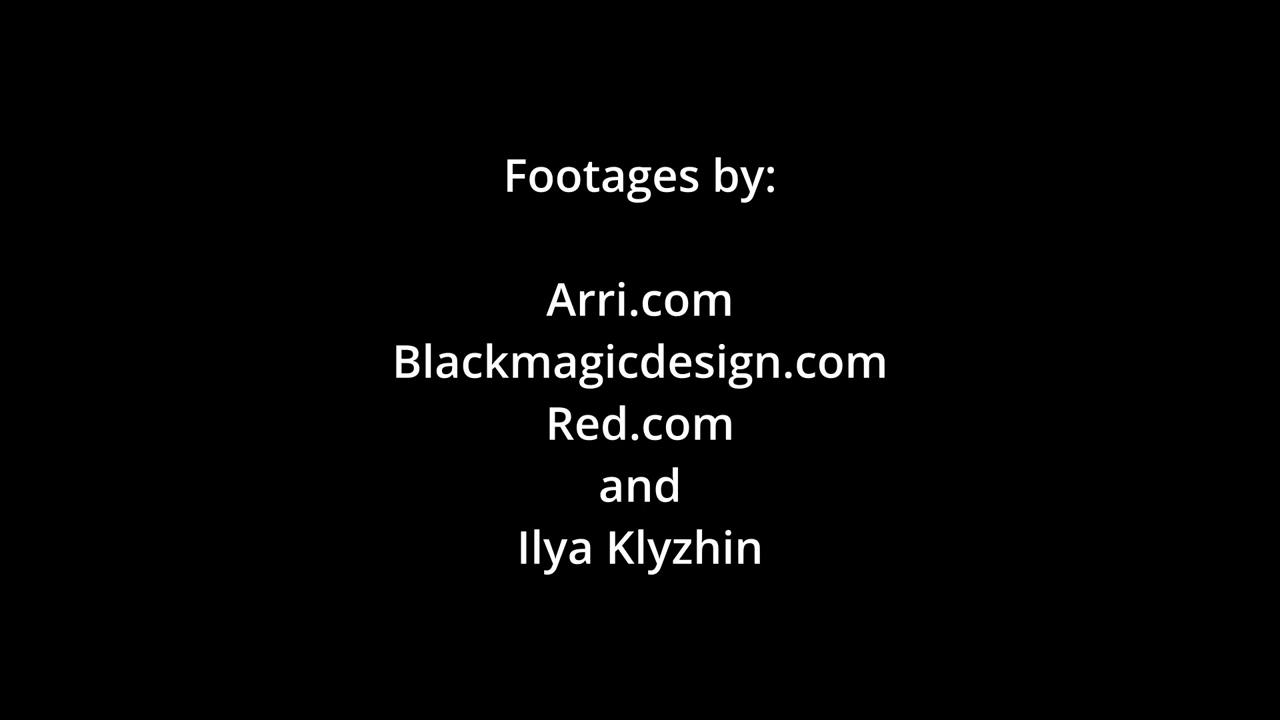 Footages by:
Arri.com
Blackmagicdesign.com
Red.com
and
Ilya Klyzhin